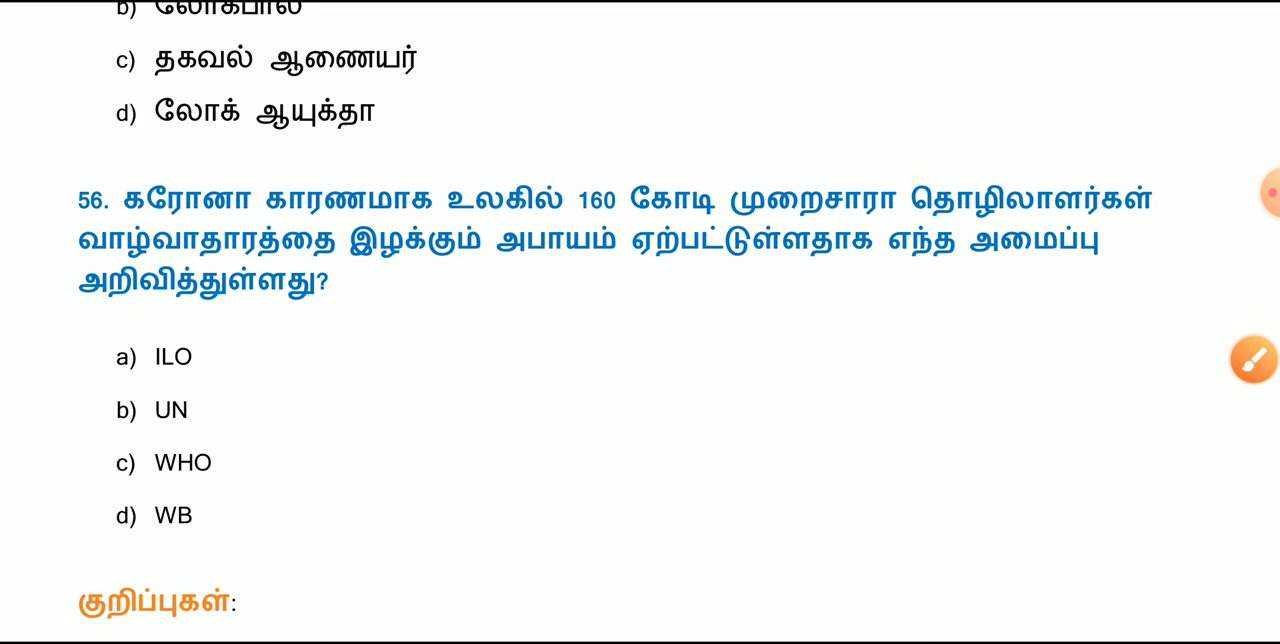 b) லோக்பால்
c) தகவல் ஆணையர்
d) லோக் ஆயுக்தா
56. கரோனா காரணமாக உலகில் 160 கோடி முறைசாரா தொழிலாளர்கள்
வாழ்வாதாரத்தை இழக்கும் அபாயம் ஏற்பட்டுள்ளதாக எந்த அமைப்பு
அறிவித்துள்ளது?
a) ILO
b) UN
c) WHO
d) WB
குறிப்புகள்: